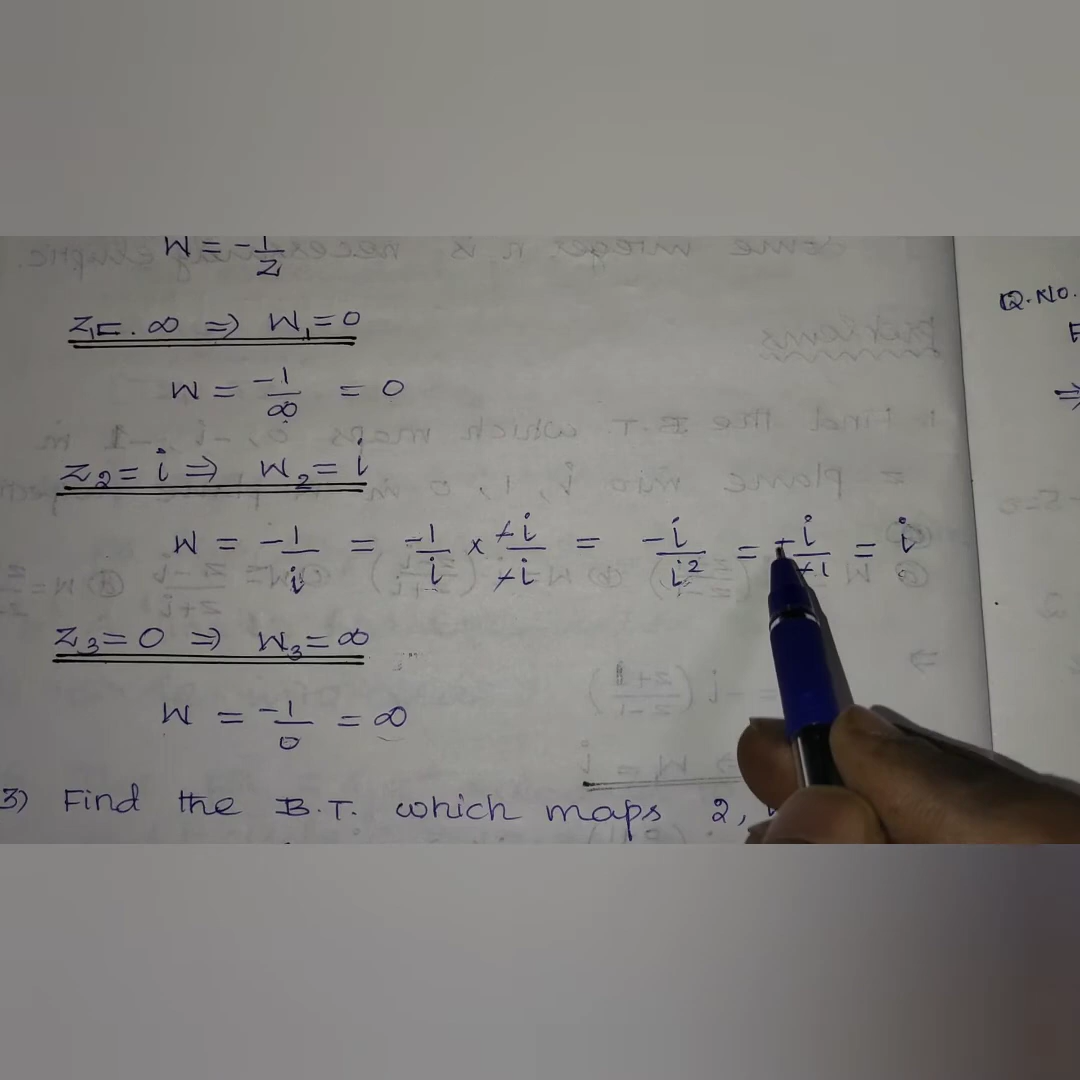 W = -1/z
z₁ = . ∞ ⇒ W₁ = 0
W = -1/∞ = 0
z₂ = i ⇒ W₂ = i
W = -1/i = -1/i × -i/-i = -i/i² = -i/-1 = i
z₃ = 0 ⇒ W₃ = ∞
W = -1/0 = ∞
3) Find the B.T. which maps 2,
Q. No.
⇒